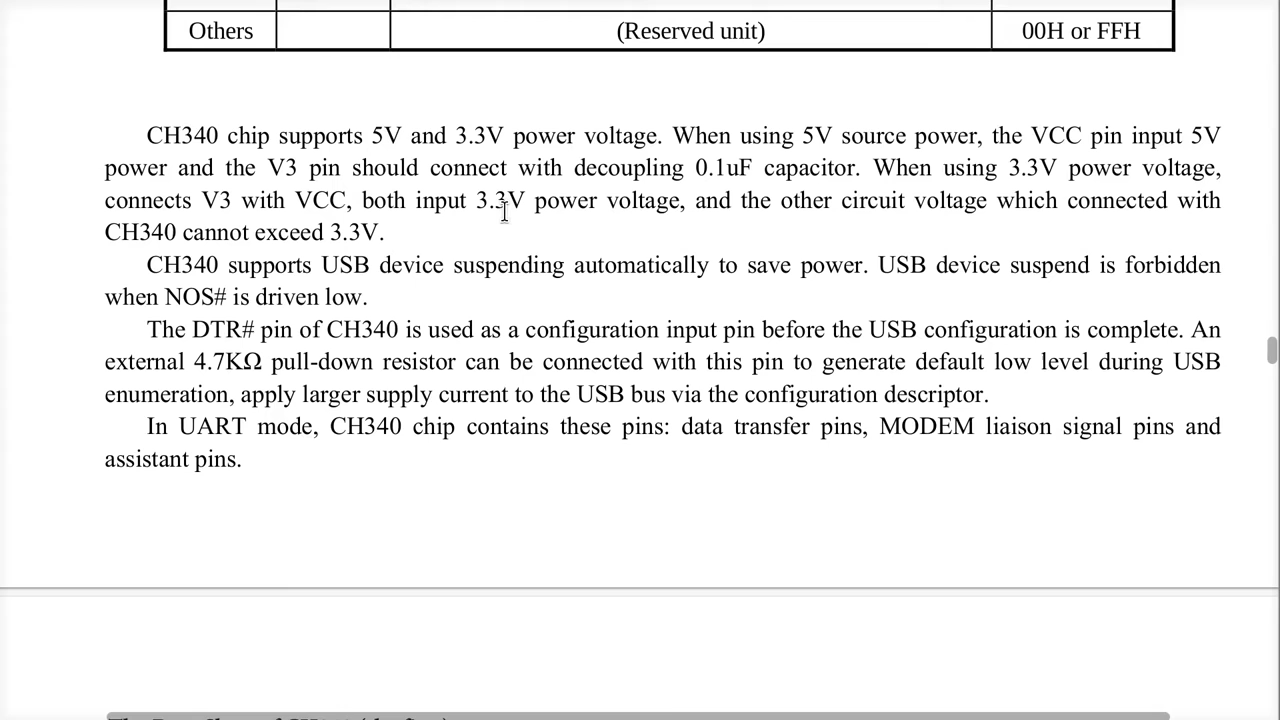 Others (Reserved unit) 00H or FFH
CH340 chip supports 5V and 3.3V power voltage. When using 5V source power, the VCC pin input 5V
power and the V3 pin should connect with decoupling 0.1uF capacitor. When using 3.3V power voltage,
connects V3 with VCC, both input 3.3V power voltage, and the other circuit voltage which connected with
CH340 cannot exceed 3.3V.
CH340 supports USB device suspending automatically to save power. USB device suspend is forbidden
when NOS# is driven low.
The DTR# pin of CH340 is used as a configuration input pin before the USB configuration is complete. An
external 4.7KΩ pull-down resistor can be connected with this pin to generate default low level during USB
enumeration, apply larger supply current to the USB bus via the configuration descriptor.
In UART mode, CH340 chip contains these pins: data transfer pins, MODEM liaison signal pins and
assistant pins.